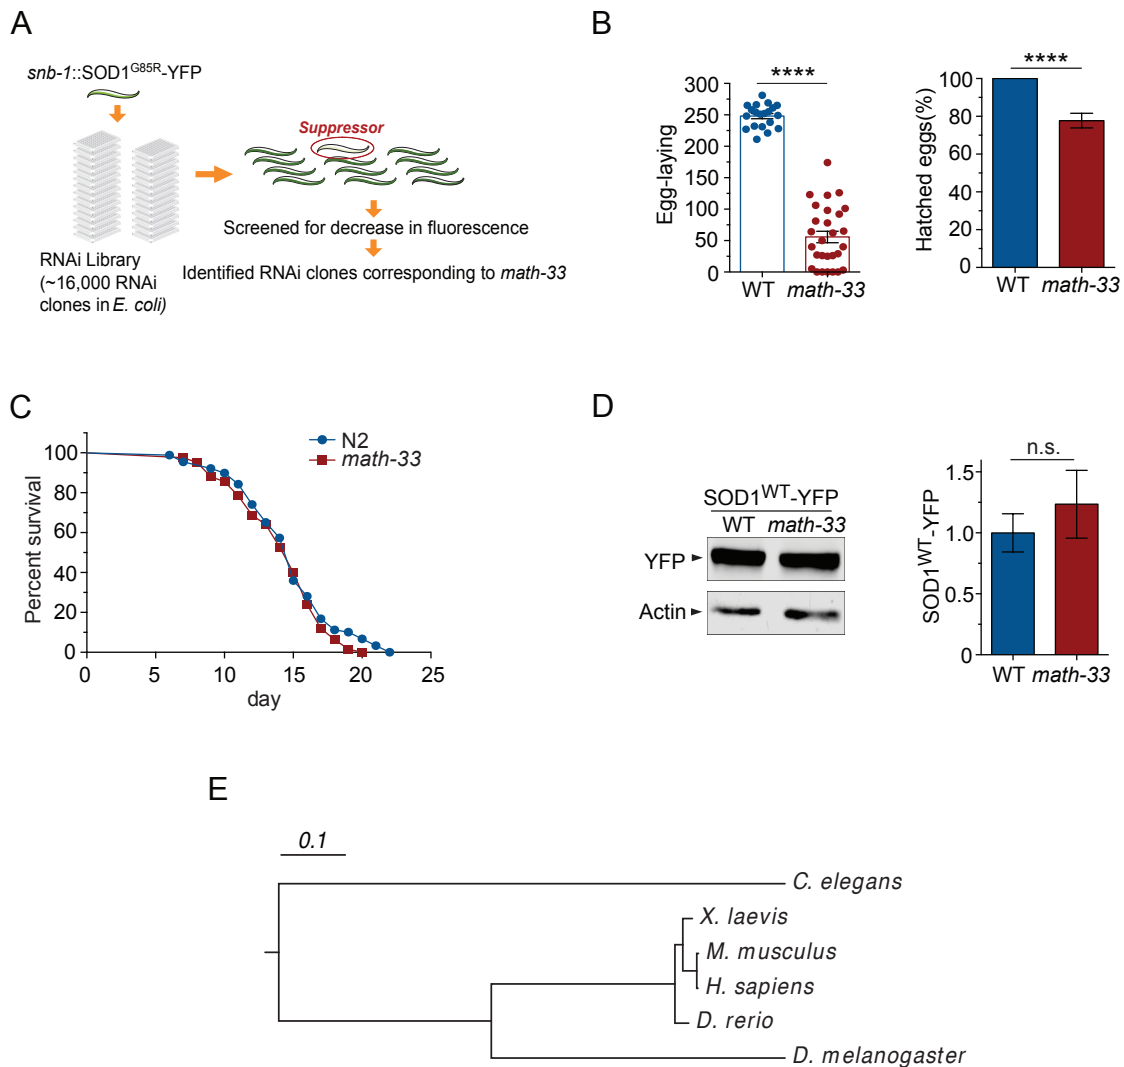 A
snb-1::SOD1G85R-YFP
Suppressor
Screened for decrease in fluorescence
Identified RNAi clones corresponding to math-33
RNAi Library
(~16,000 RNAi
clones in E. coli)
B
****
Egg-laying
300
250
200
150
100
50
0
WT
math-33
****
Hatched eggs(%)
100
80
60
40
20
0
WT
math-33
C
N2
math-33
Percent survival
100
80
60
40
20
0
0
5
10
15
20
25
day
D
SOD1WT-YFP
WT math-33
YFP
Actin
n.s.
SOD1WT-YFP
1.5
1.0
0.5
0
WT math-33
E
0.1
C. elegans
X. laevis
M. musculus
H. sapiens
D. rerio
D. melanogaster